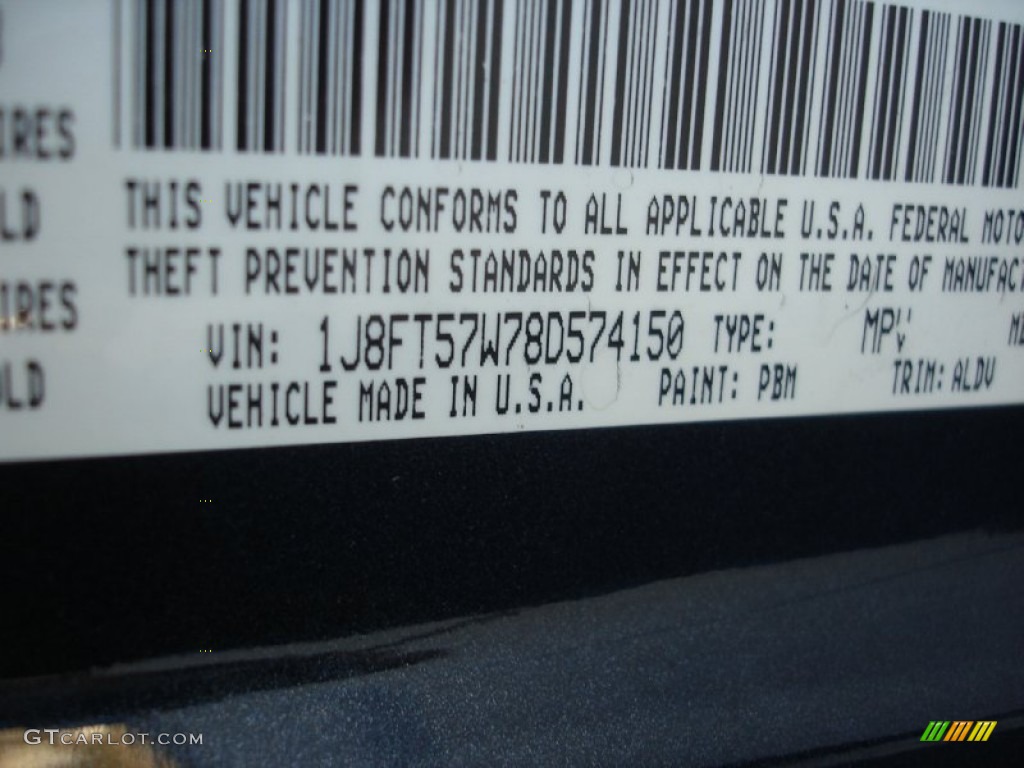 IRES
LD
IRES
LD
THIS VEHICLE CONFORMS TO ALL APPLICABLE U.S.A. FEDERAL MOTO
THEFT PREVENTION STANDARDS IN EFFECT ON THE DATE OF MANUFACT
VIN: 1J8FT57W78D574150 TYPE: MPV
VEHICLE MADE IN U.S.A. PAINT: PBM TRIM: ALDV
GTCARLOT.COM